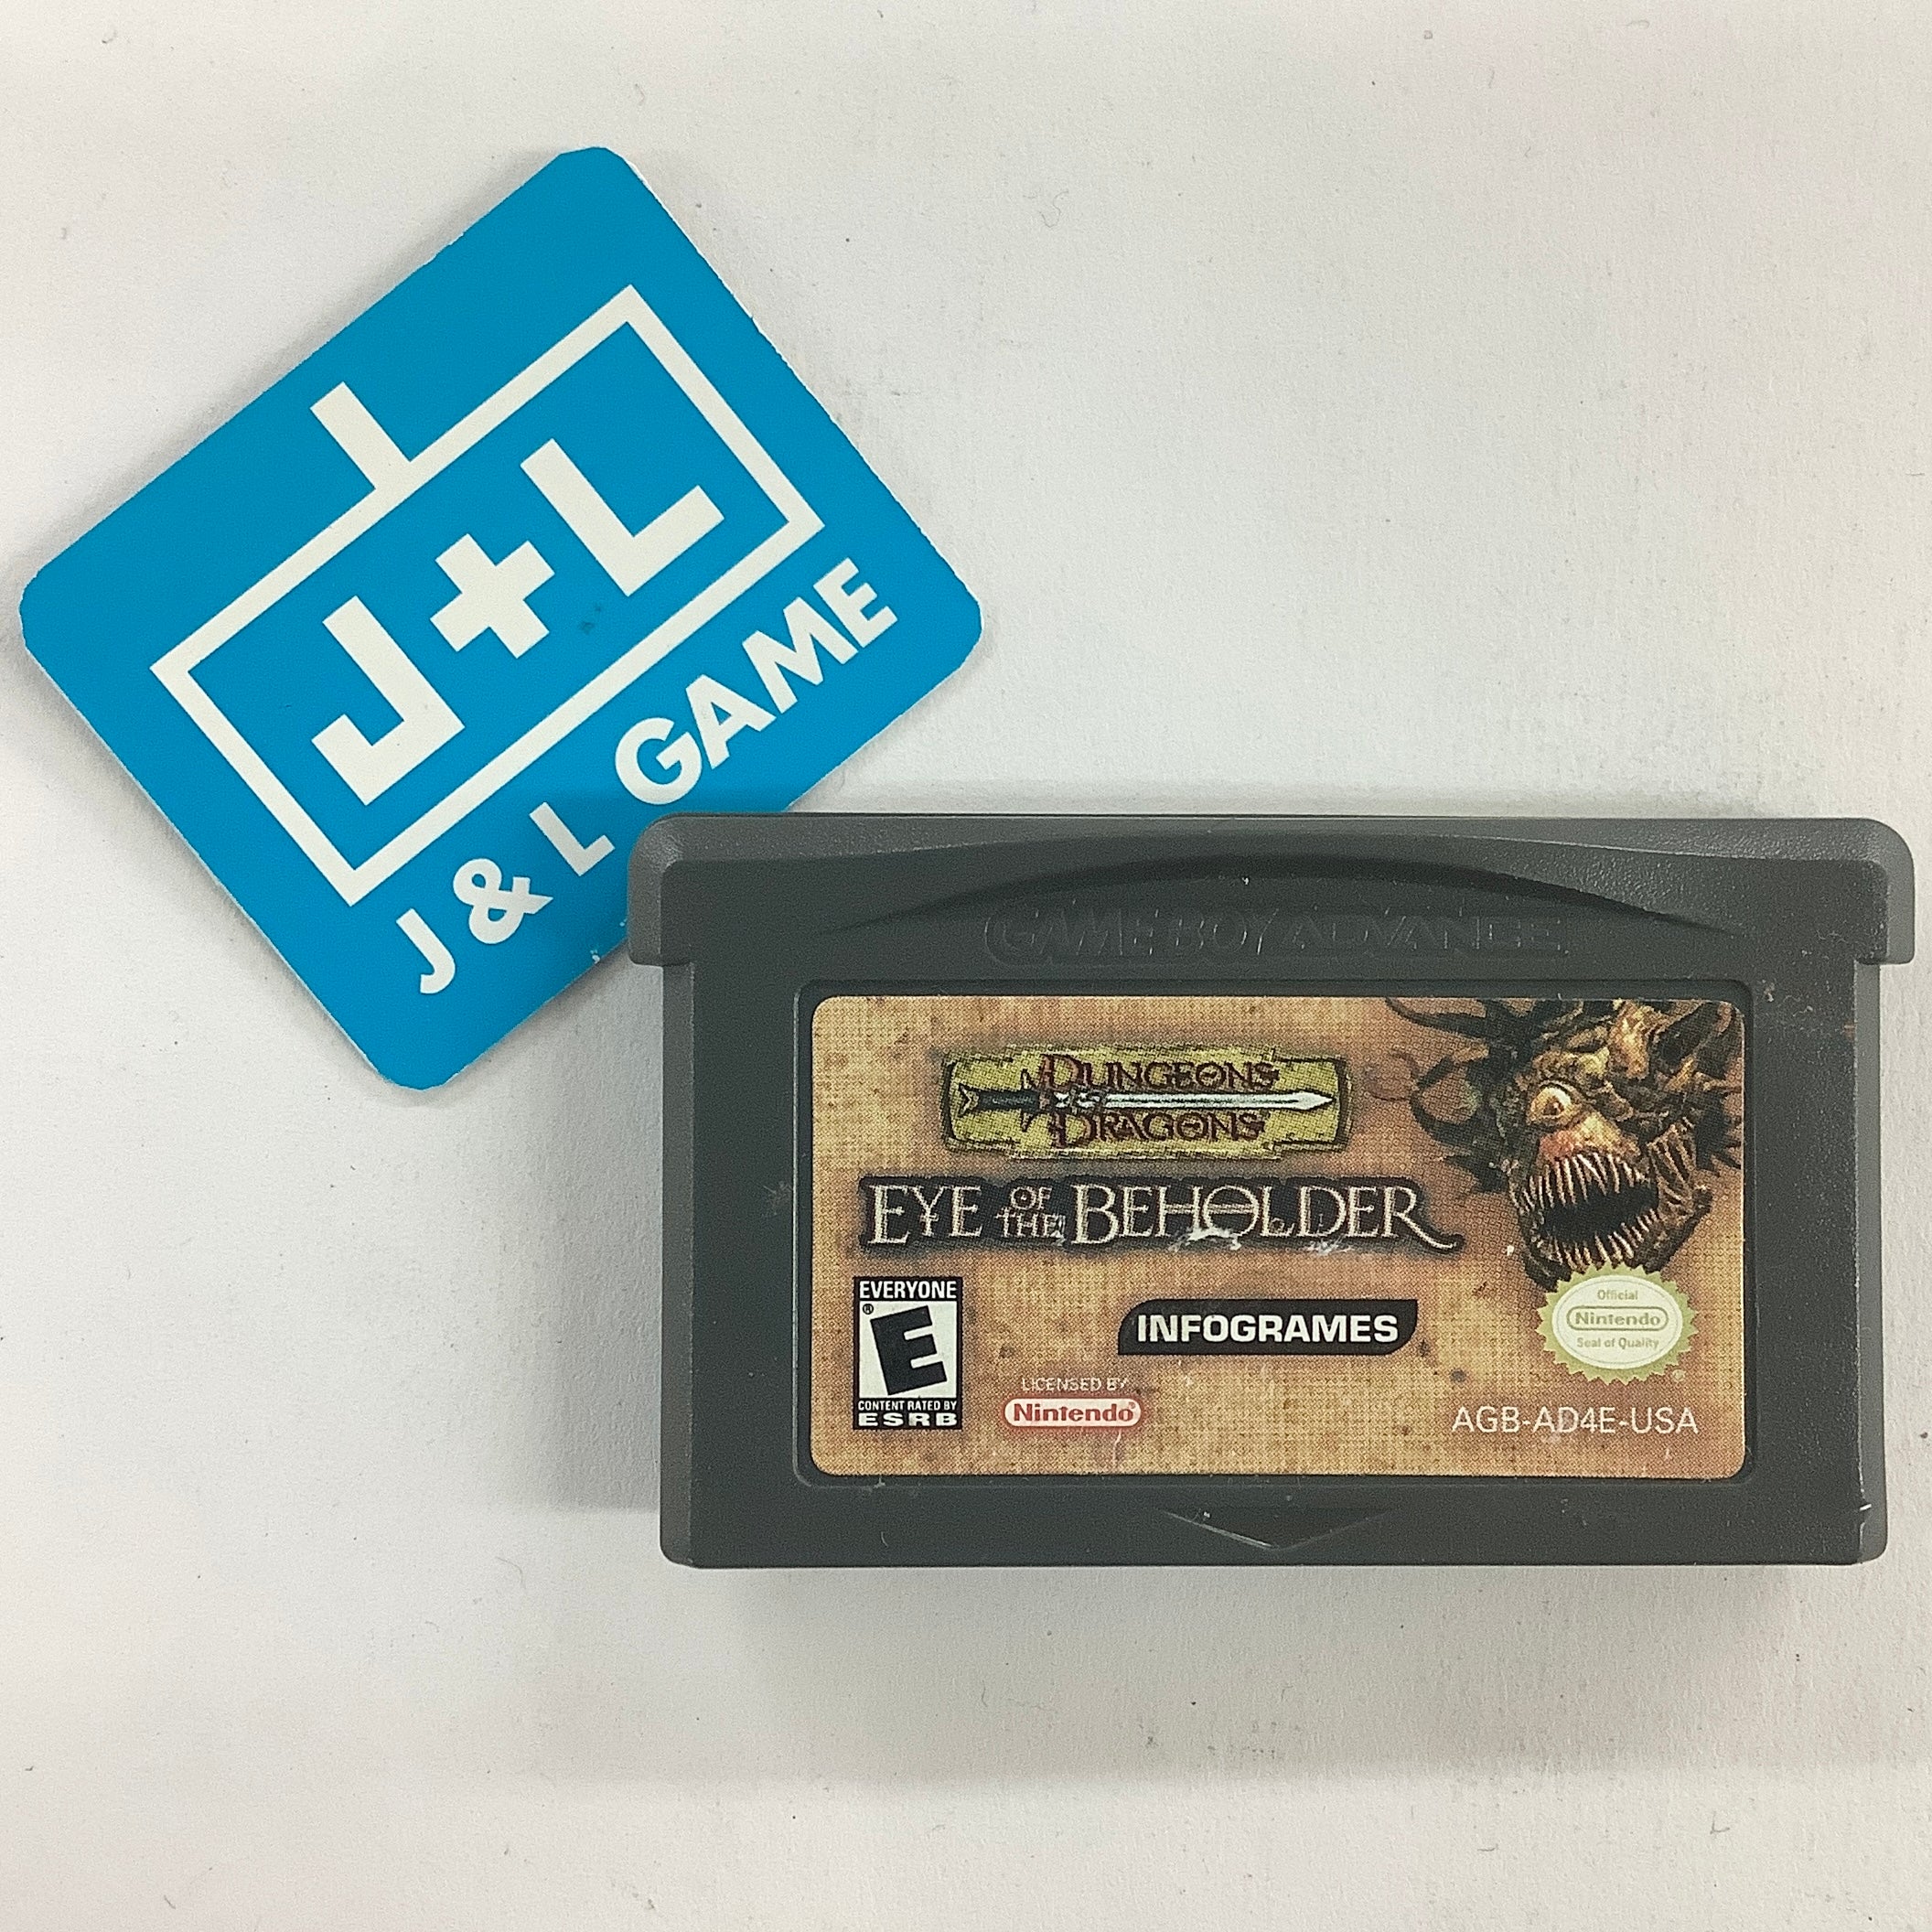 J+L
J & L GAME
GAME BOY ADVANCE
DUNGEONS & DRAGONS
EYE OF THE BEHOLDER
EVERYONE
E
CONTENT RATED BY
ESRB
INFOGRAMES
LICENSED BY
Nintendo®
Official
Nintendo
Seal of Quality
AGB-AD4E-USA